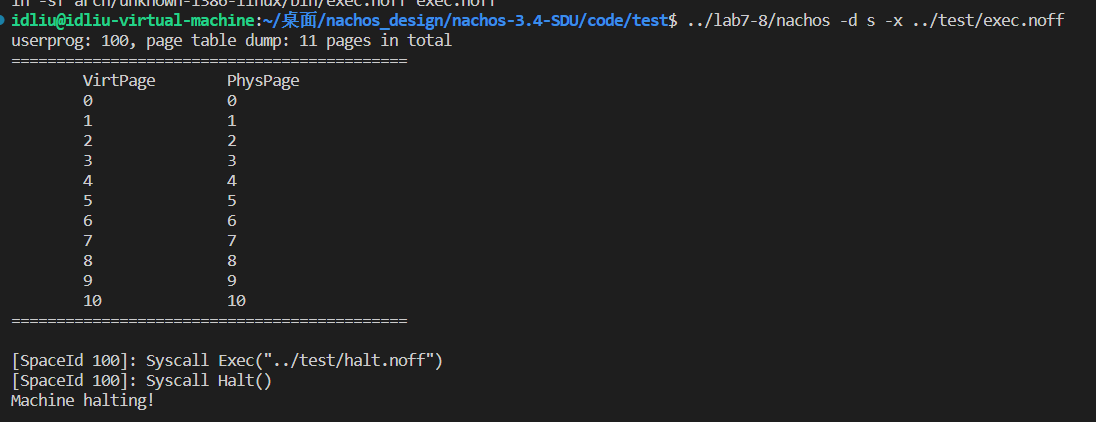 ln -sf arch/unknown-i386-linux/bin/exec.noff exec.noff
idliu@idliu-virtual-machine:~/桌面/nachos_design/nachos-3.4-SDU/code/test$ ../lab7-8/nachos -d s -x ../test/exec.noff
userprog: 100, page table dump: 11 pages in total
============================================
VirtPage PhysPage
0 0
1 1
2 2
3 3
4 4
5 5
6 6
7 7
8 8
9 9
10 10
============================================
[SpaceId 100]: Syscall Exec("../test/halt.noff")
[SpaceId 100]: Syscall Halt()
Machine halting!